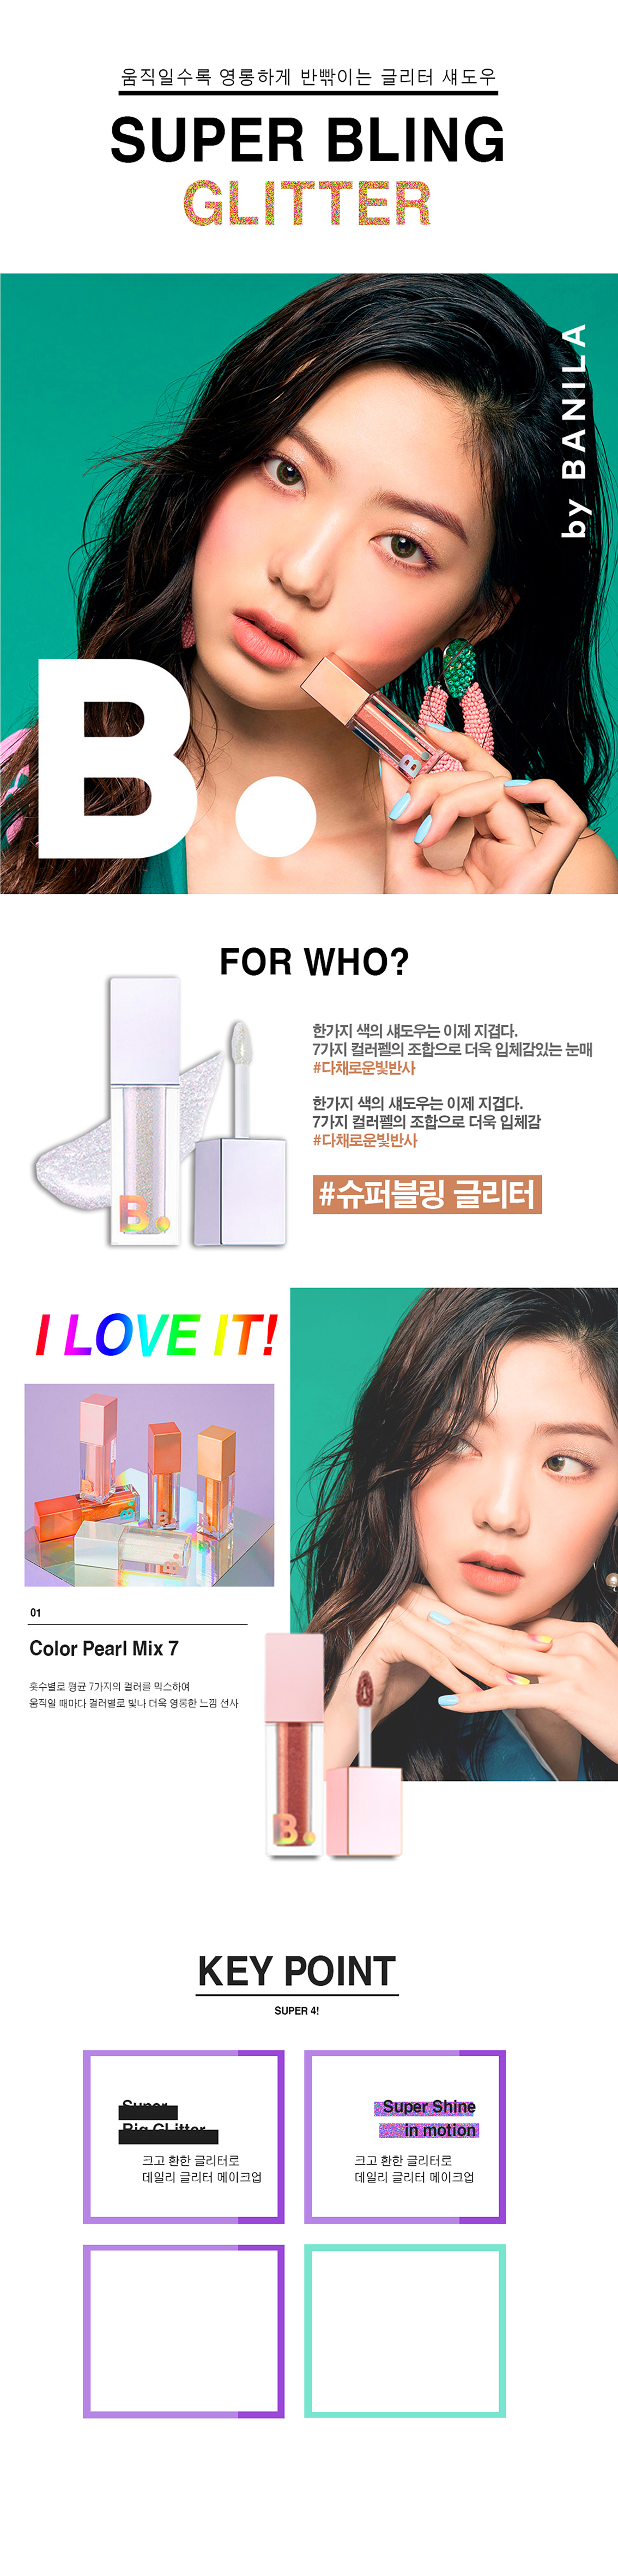 움직일수록 영롱하게 반빢이는 글리터 섀도우
SUPER BLING
GLITTER
by BANILA
B.
B.
FOR WHO?
한가지 색의 섀도우는 이제 지겹다.
7가지 컬러펠의 조합으로 더욱 입체감있는 눈매
#다채로운빛반사
한가지 색의 섀도우는 이제 지겹다.
7가지 컬러펠의 조합으로 더욱 입체감
#다채로운빛반사
#슈퍼블링 글리터
B.
I LOVE IT!
01
Color Pearl Mix 7
홋수별로 평균 7가지의 컬러를 믹스하여
움직일 때마다 컬러별로 빛나 더욱 영롱한 느낌 선사
B.
KEY POINT
SUPER 4!
Super
Big GLitter
크고 환한 글리터로
데일리 글리터 메이크업
Super Shine
in motion
크고 환한 글리터로
데일리 글리터 메이크업